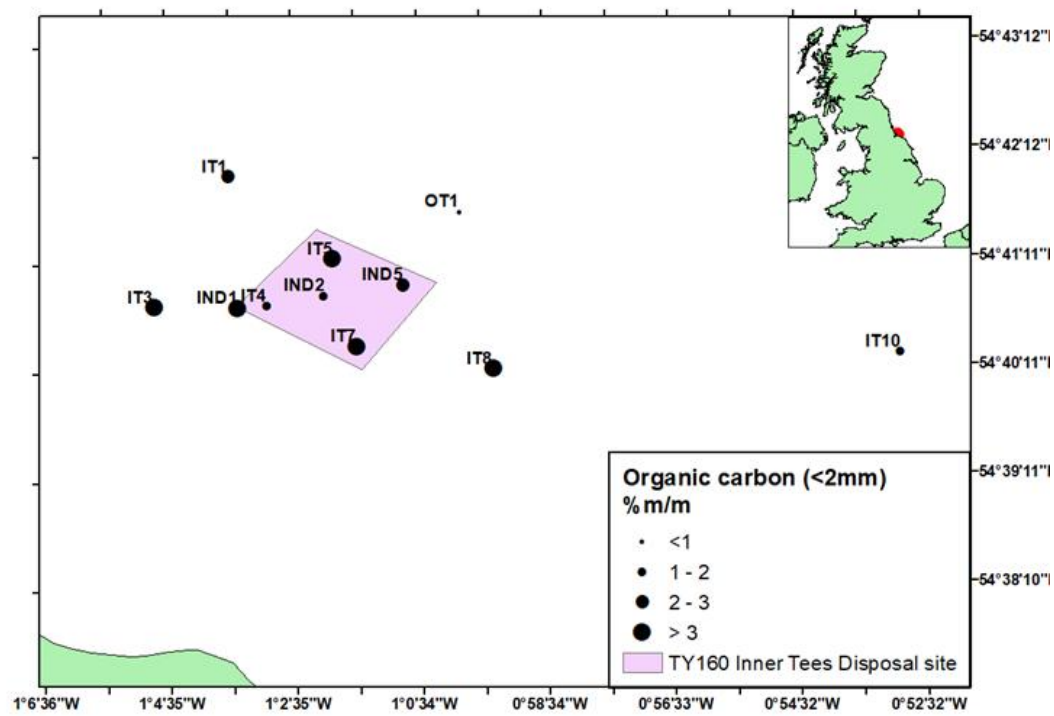 54°43'12"N
54°42'12"N
IT1
OT1
54°41'11"N
IT5
IND5
IND2
IT3
IND1
IT4
IT7
IT10
IT8
54°40'11"N
54°39'11"N
Organic carbon (<2mm)
% m/m
<1
1 - 2
54°38'10"N
2 - 3
> 3
TY160 Inner Tees Disposal site
1°6'36"W 1°4'35"W 1°2'35"W 1°0'34"W 0°58'34"W 0°56'33"W 0°54'32"W 0°52'32"W